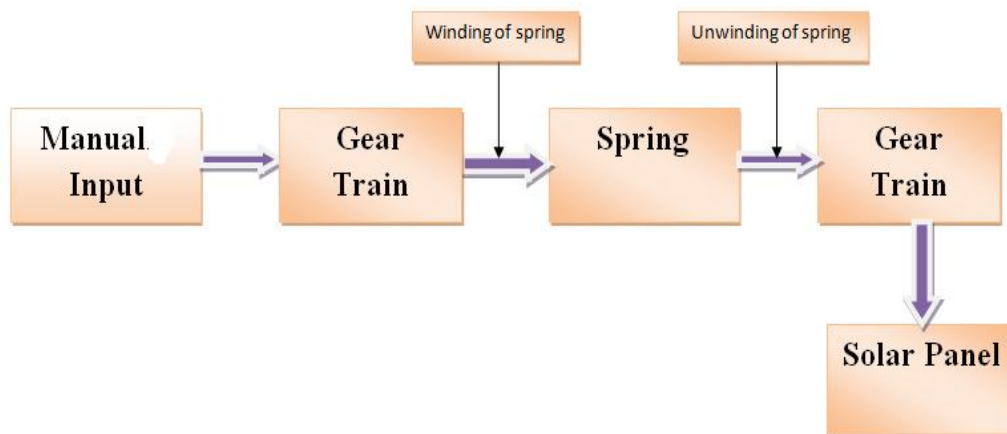 Winding of spring
Unwinding of spring
Manual
Input
Gear
Train
Spring
Gear
Train
Solar Panel